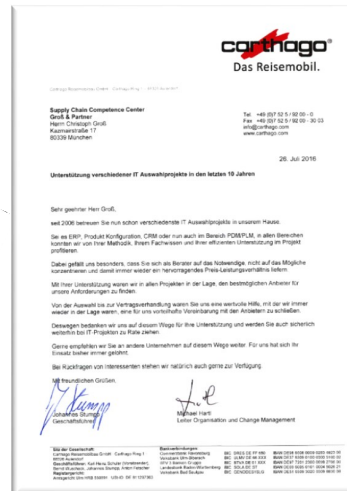 carthago
Das Reisemobil.
Supply Chain Competence Center
Groß & Partner
Herrn Christoph Groß
Kazmairstraße 17
80339 München
Tel +49 (0)7 52 5 / 92 00 - 0
Fax +49 (0)7 52 5 / 92 00 - 30 03
info@carthago.com
www.carthago.com
26. Juli 2016
Unterstützung verschiedener IT Auswahlprojekte in den letzten 10 Jahren
Sehr geehrter Herr Groß,
seit 2006 betreuen Sie nun schon verschiedenste IT Auswahlprojekte in unserem Hause.
Sei es ERP, Produkt Konfiguration, CRM oder nun auch im Bereich PDM/PLM, in allen Bereichen
konnten wir von Ihrer Methodik, Ihrem Fachwissen und Ihrer effizienten Unterstützung im Projekt
profitieren.
Dabei gefällt uns besonders, dass Sie sich als Berater auf das Notwendige, nicht auf das Mögliche
konzentrieren und damit immer wieder ein hervorragendes Preis-Leistungsverhältnis liefern.
Mit Ihrer Unterstützung waren wir in allen Projekten in der Lage, den bestmöglichen Anbieter für
unsere Anforderungen zu finden.
Von der Auswahl bis zur Vertragsverhandlung waren Sie uns eine wertvolle Hilfe, mit der wir immer
wieder in der Lage waren, eine für uns vorteilhafte Vereinbarung mit den Anbietern zu schließen.
Deswegen bedanken wir uns auf diesem Wege für Ihre Unterstützung und werden Sie auch sicherlich
weiterhin bei IT-Projekten zu Rate ziehen.
Gerne empfehlen wir Sie an andere Unternehmen auf diesem Wege weiter. Für uns hat sich Ihr
Einsatz bisher immer gelohnt.
Bei Rückfragen von Interessenten stehen wir natürlich auch gerne zur Verfügung.
Mit freundlichen Grüßen,
Johannes Stumpp
Geschäftsführer
Michael Hartl
Leiter Organisation und Change Management
Sitz der Gesellschaft:
Bankverbindungen: